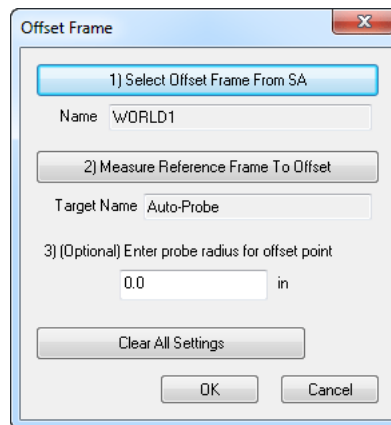 Offset Frame
1) Select Offset Frame From SA
Name WORLD1
2) Measure Reference Frame To Offset
Target Name Auto-Probe
3) (Optional) Enter probe radius for offset point
0.0 in
Clear All Settings
OK Cancel